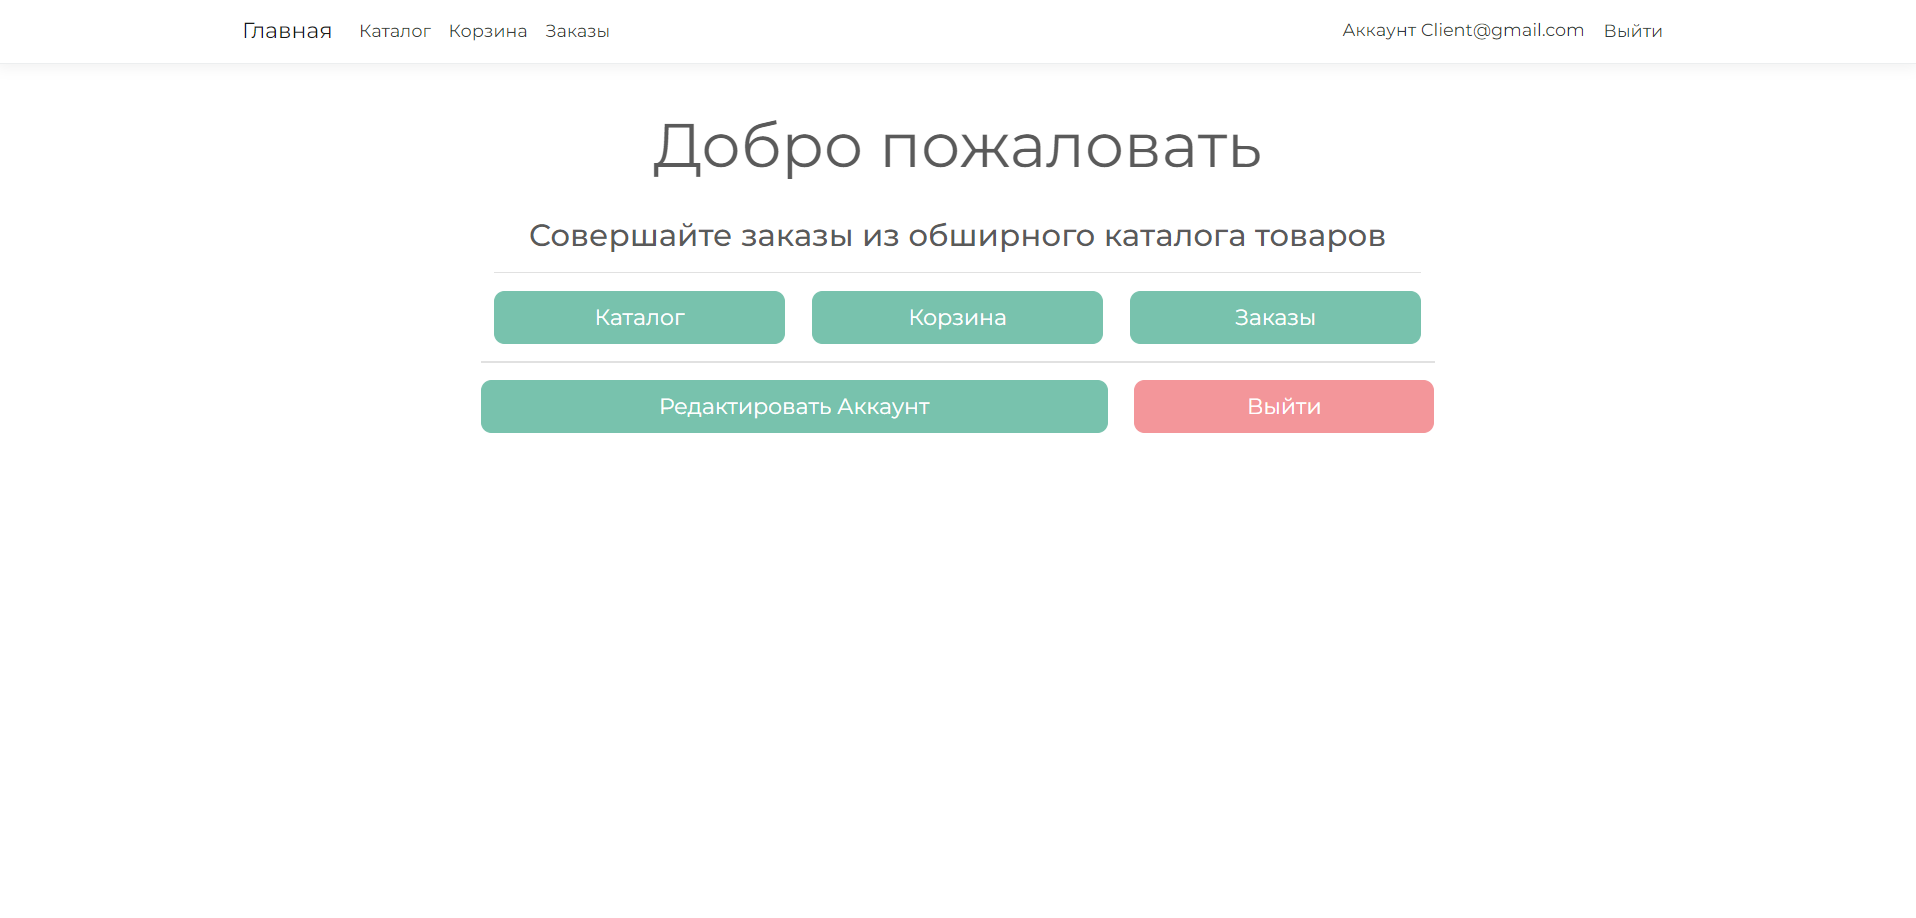 Главная Каталог Корзина Заказы Аккаунт Client@gmail.com Выйти
Добро пожаловать
Совершайте заказы из обширного каталога товаров
Каталог Корзина Заказы
Редактировать Аккаунт Выйти